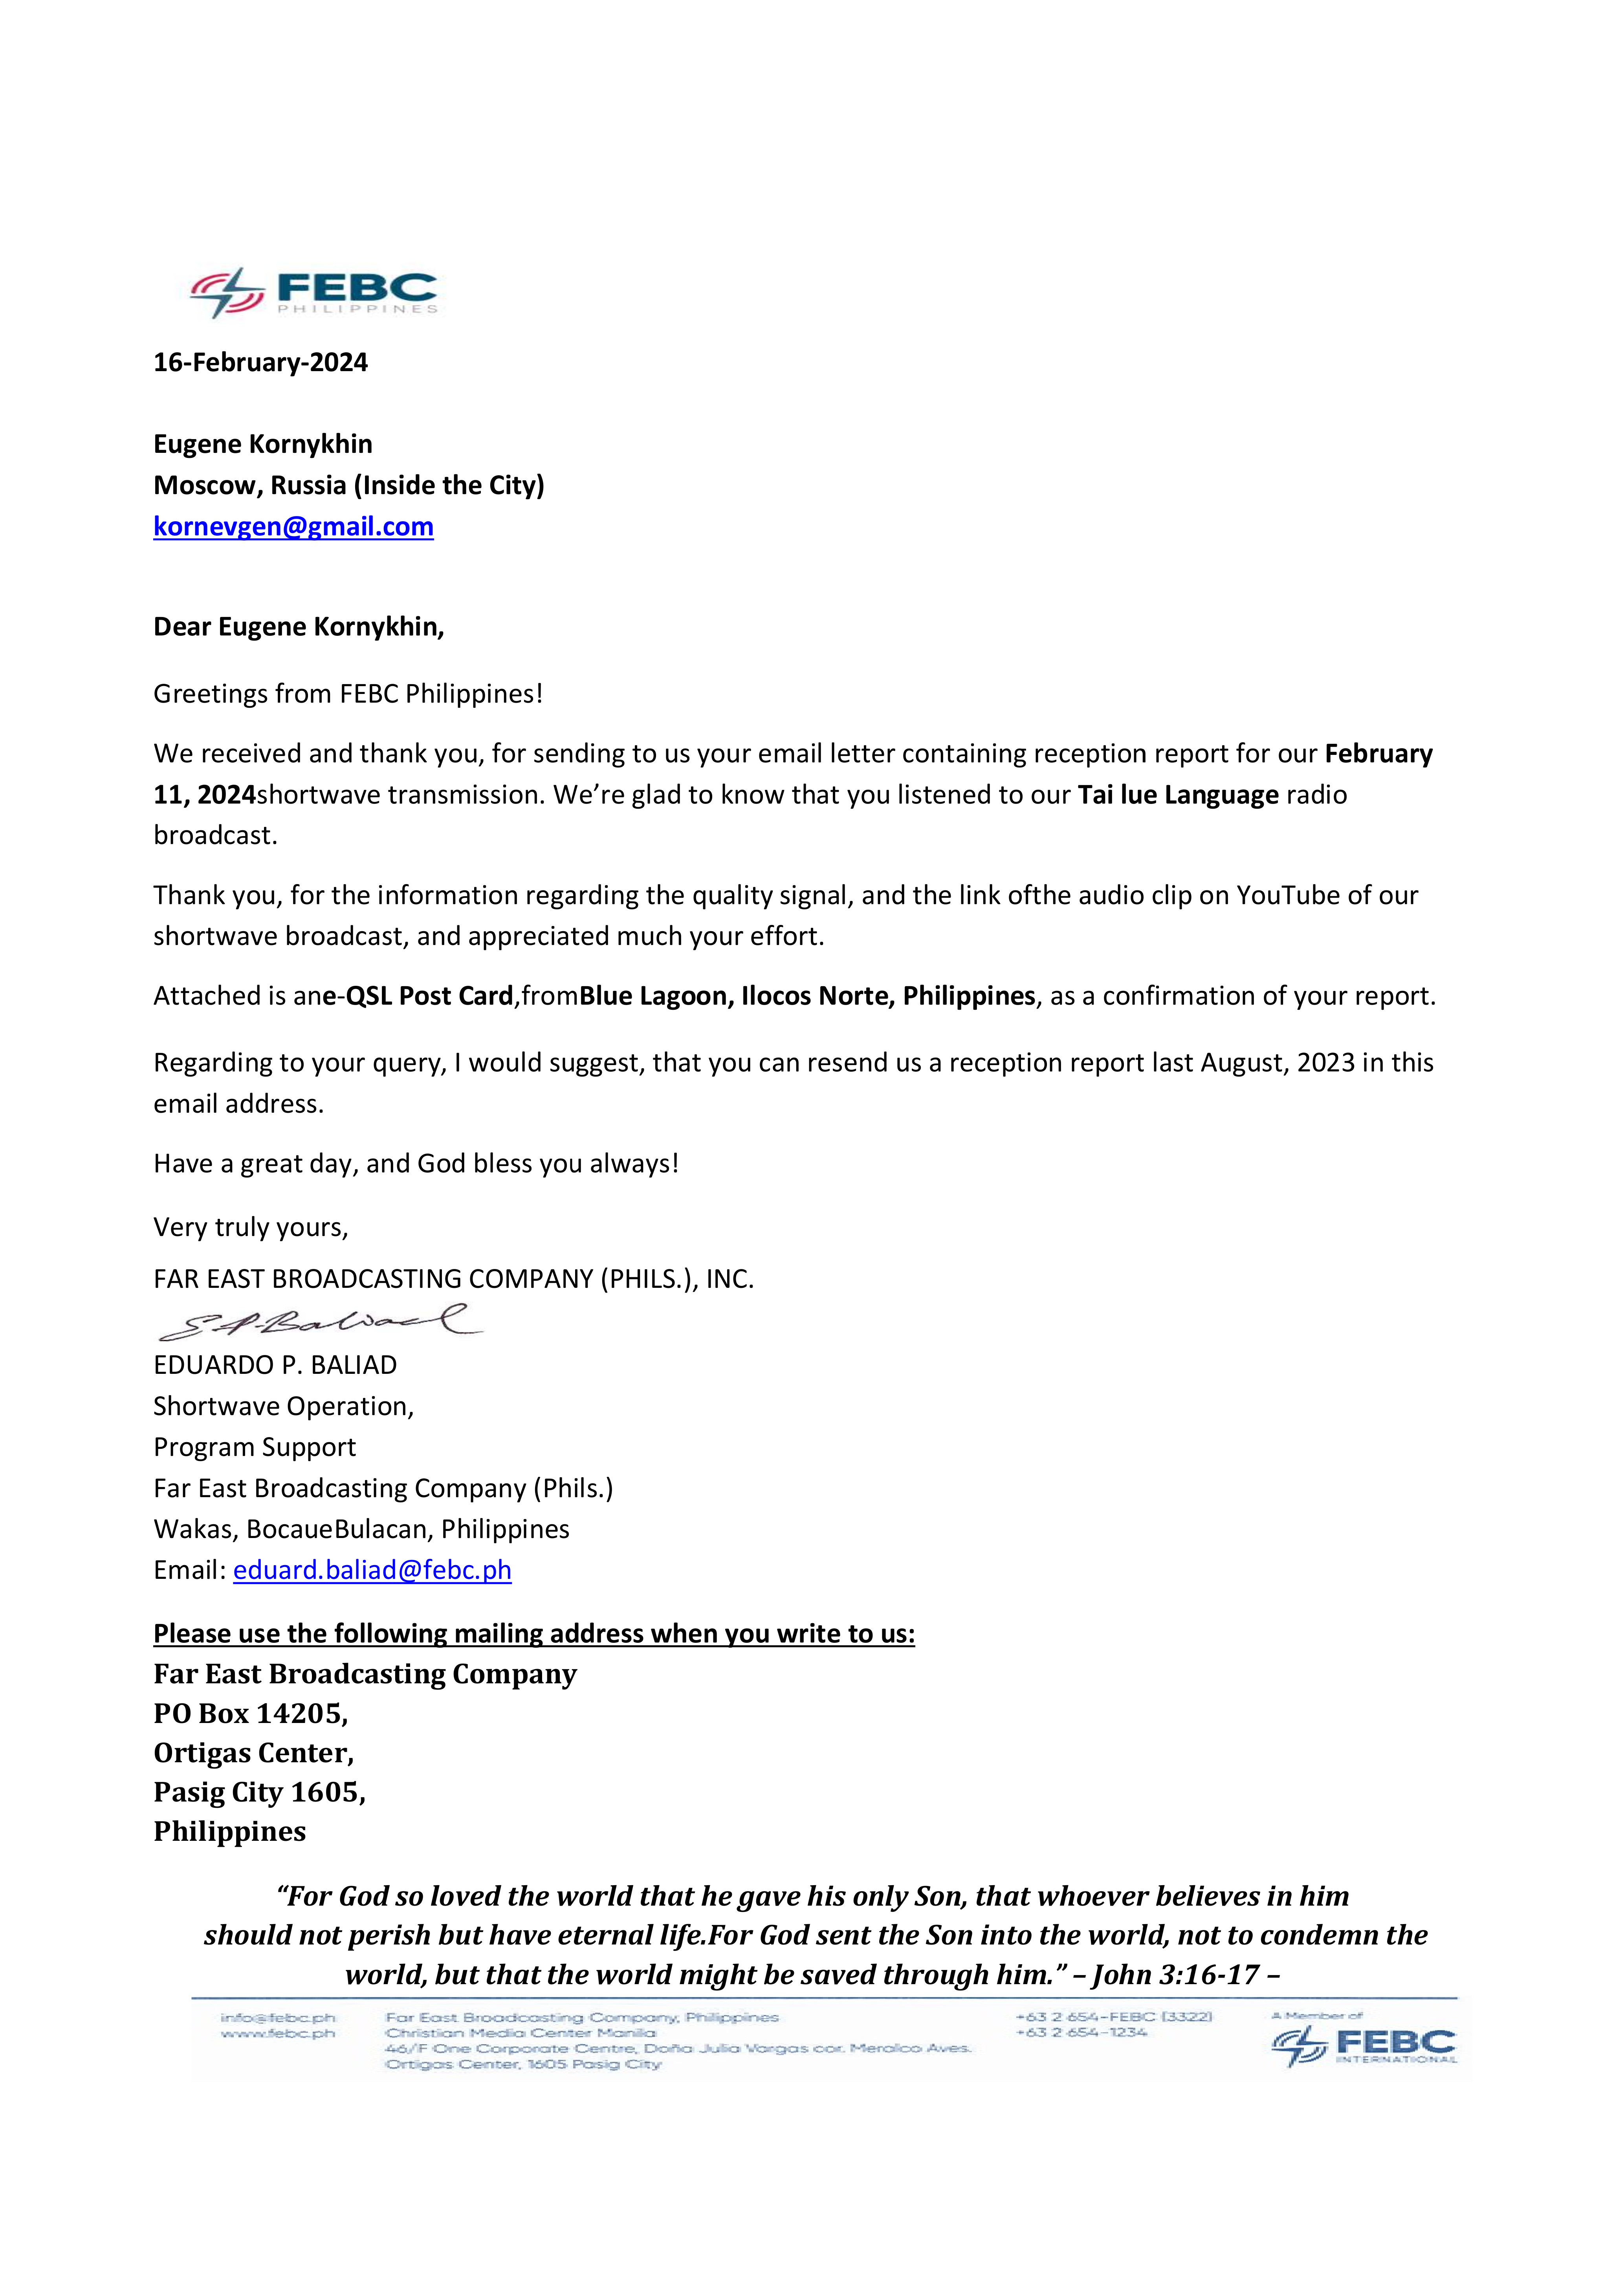 FEBC
PHILIPPINES
16-February-2024
Eugene Kornykhin
Moscow, Russia (Inside the City)
kornevgen@gmail.com
Dear Eugene Kornykhin,
Greetings from FEBC Philippines!
We received and thank you, for sending to us your email letter containing reception report for our February
11, 2024shortwave transmission. We’re glad to know that you listened to our Tai lue Language radio
broadcast.
Thank you, for the information regarding the quality signal, and the link ofthe audio clip on YouTube of our
shortwave broadcast, and appreciated much your effort.
Attached is ane-QSL Post Card,fromBlue Lagoon, Ilocos Norte, Philippines, as a confirmation of your report.
Regarding to your query, I would suggest, that you can resend us a reception report last August, 2023 in this
email address.
Have a great day, and God bless you always!
Very truly yours,
FAR EAST BROADCASTING COMPANY (PHILS.), INC.
E.P. Baliad
EDUARDO P. BALIAD
Shortwave Operation,
Program Support
Far East Broadcasting Company (Phils.)
Wakas, BocaueBulacan, Philippines
Email: eduard.baliad@febc.ph
Please use the following mailing address when you write to us:
Far East Broadcasting Company
PO Box 14205,
Ortigas Center,
Pasig City 1605,
Philippines
“For God so loved the world that he gave his only Son, that whoever believes in him
should not perish but have eternal life.For God sent the Son into the world, not to condemn the
world, but that the world might be saved through him.” – John 3:16-17 –
info@febc.ph
www.febc.ph
Far East Broadcasting Company, Philippines
Christian Media Center Manila
46/F One Corporate Centre, Doña Julia Vargas cor. Meralco Aves.
Ortigas Center, 1605 Pasig City
+63 2 654-FEBC (3322)
+63 2 654-1234
A Member of
FEBC
INTERNATIONAL